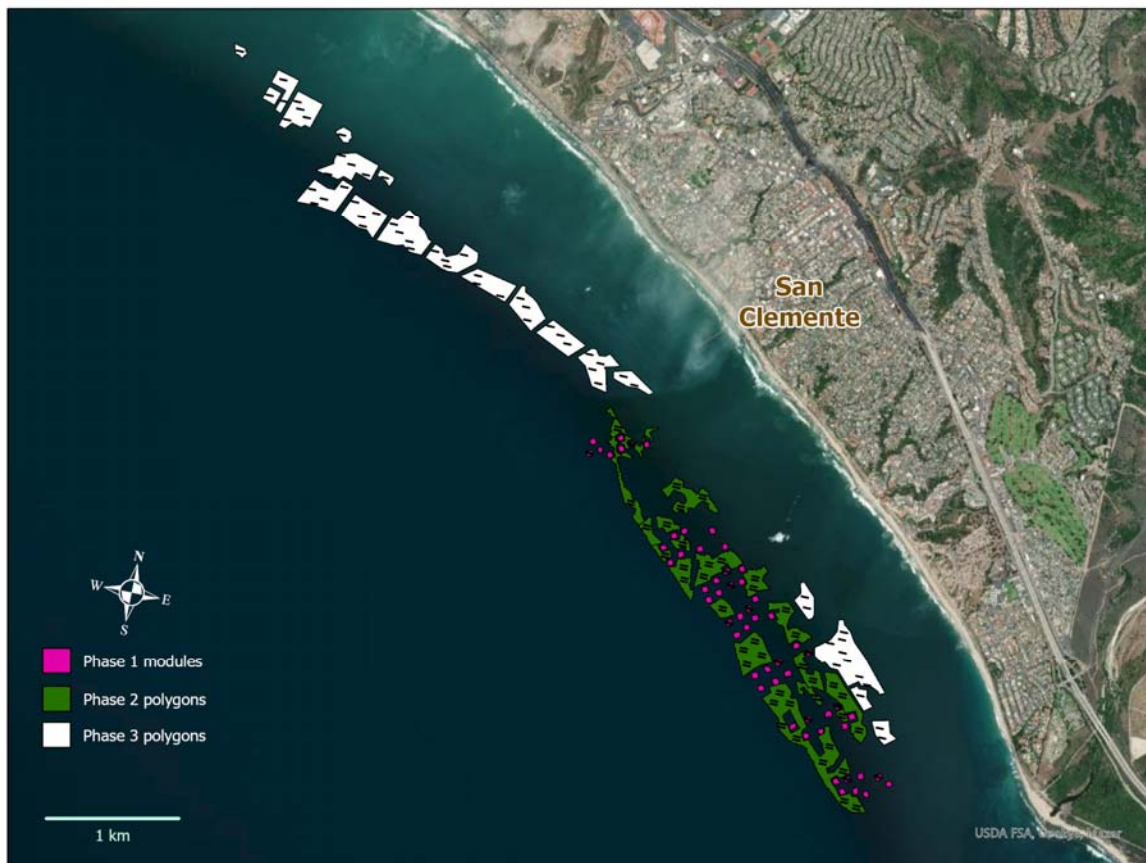 San
Clemente
N
W
E
S
Phase 1 modules
Phase 2 polygons
Phase 3 polygons
1 km
USDA FSA,